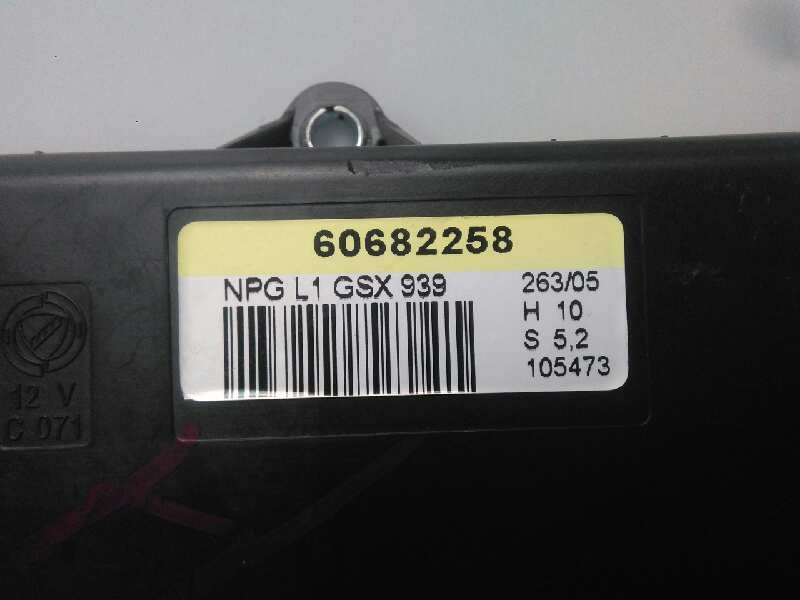 60682258
NPG L1 GSX 939
263/05
H 10
S 5,2
105473
12 V
C 071